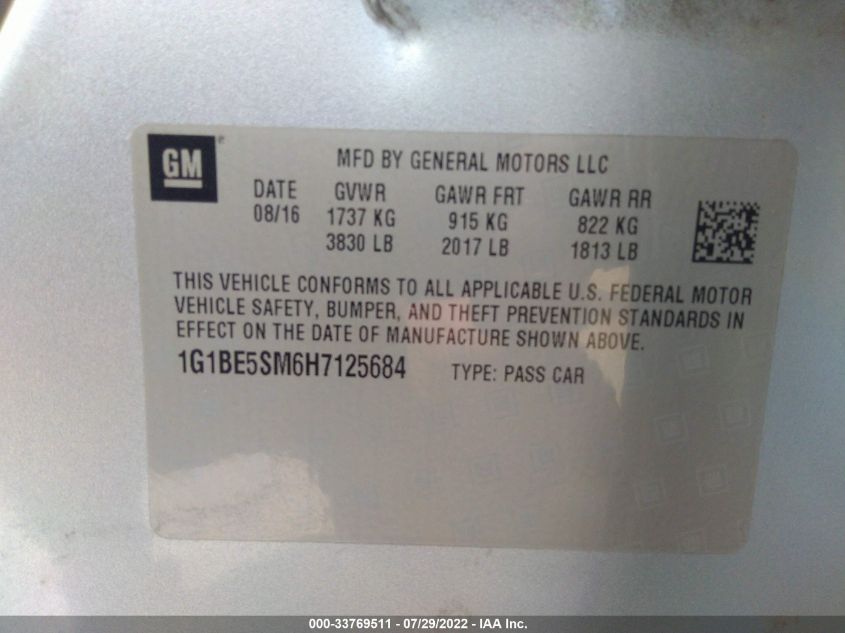 GM
MFD BY GENERAL MOTORS LLC
DATE GVWR GAWR FRT GAWR RR
08/16 1737 KG 915 KG 822 KG
3830 LB 2017 LB 1813 LB
THIS VEHICLE CONFORMS TO ALL APPLICABLE U.S. FEDERAL MOTOR
VEHICLE SAFETY, BUMPER, AND THEFT PREVENTION STANDARDS IN
EFFECT ON THE DATE OF MANUFACTURE SHOWN ABOVE.
1G1BE5SM6H7125684 TYPE: PASS CAR
000-33769511 - 07/29/2022 - IAA Inc.